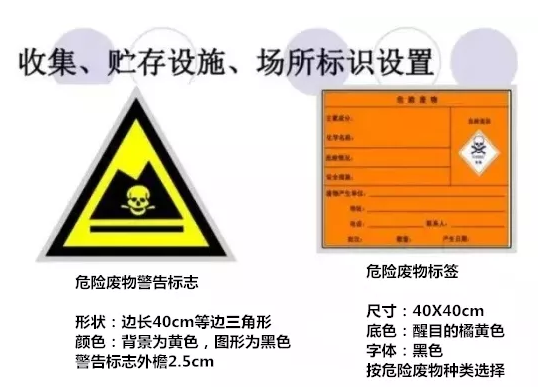 收集、贮存设施、场所标识设置
危险废物
主要成分：
化学名称：
危险情况：
安全措施：
废物产生单位：
地址：
电话：
联系人：
批次：
数量：
产生日期：
危险废物警告标志
形状：边长40cm等边三角形
颜色：背景为黄色，图形为黑色
警告标志外檐2.5cm
危险废物标签
尺寸：40X40cm
底色：醒目的橘黄色
字体：黑色
按危险废物种类选择